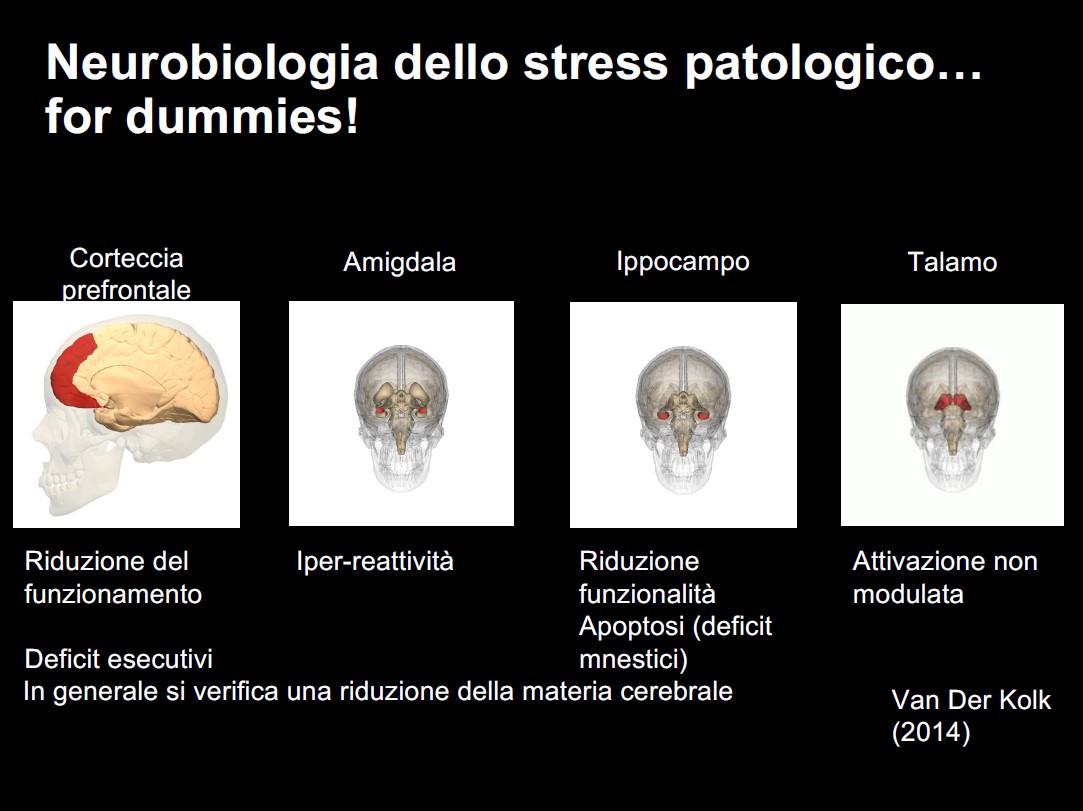 Neurobiologia dello stress patologico…
for dummies!
Corteccia
prefrontale
Amigdala
Ippocampo
Talamo
Riduzione del
funzionamento
Deficit esecutivi
Iper-reattività
Riduzione
funzionalità
Apoptosi (deficit
mnestici)
Attivazione non
modulata
In generale si verifica una riduzione della materia cerebrale
Van Der Kolk
(2014)